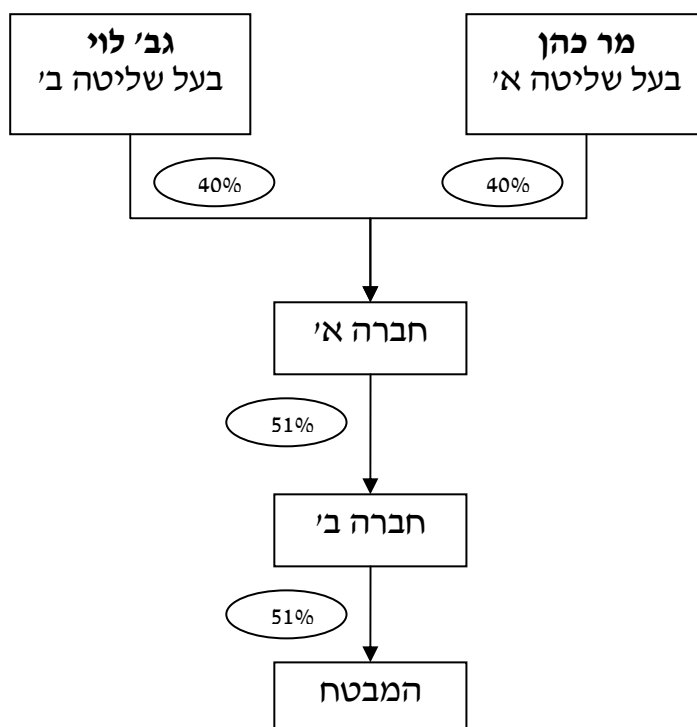 מר כהן
בעל שליטה א'
גב' לוי
בעל שליטה ב'
40%
40%
חברה א'
51%
חברה ב'
51%
המבטח